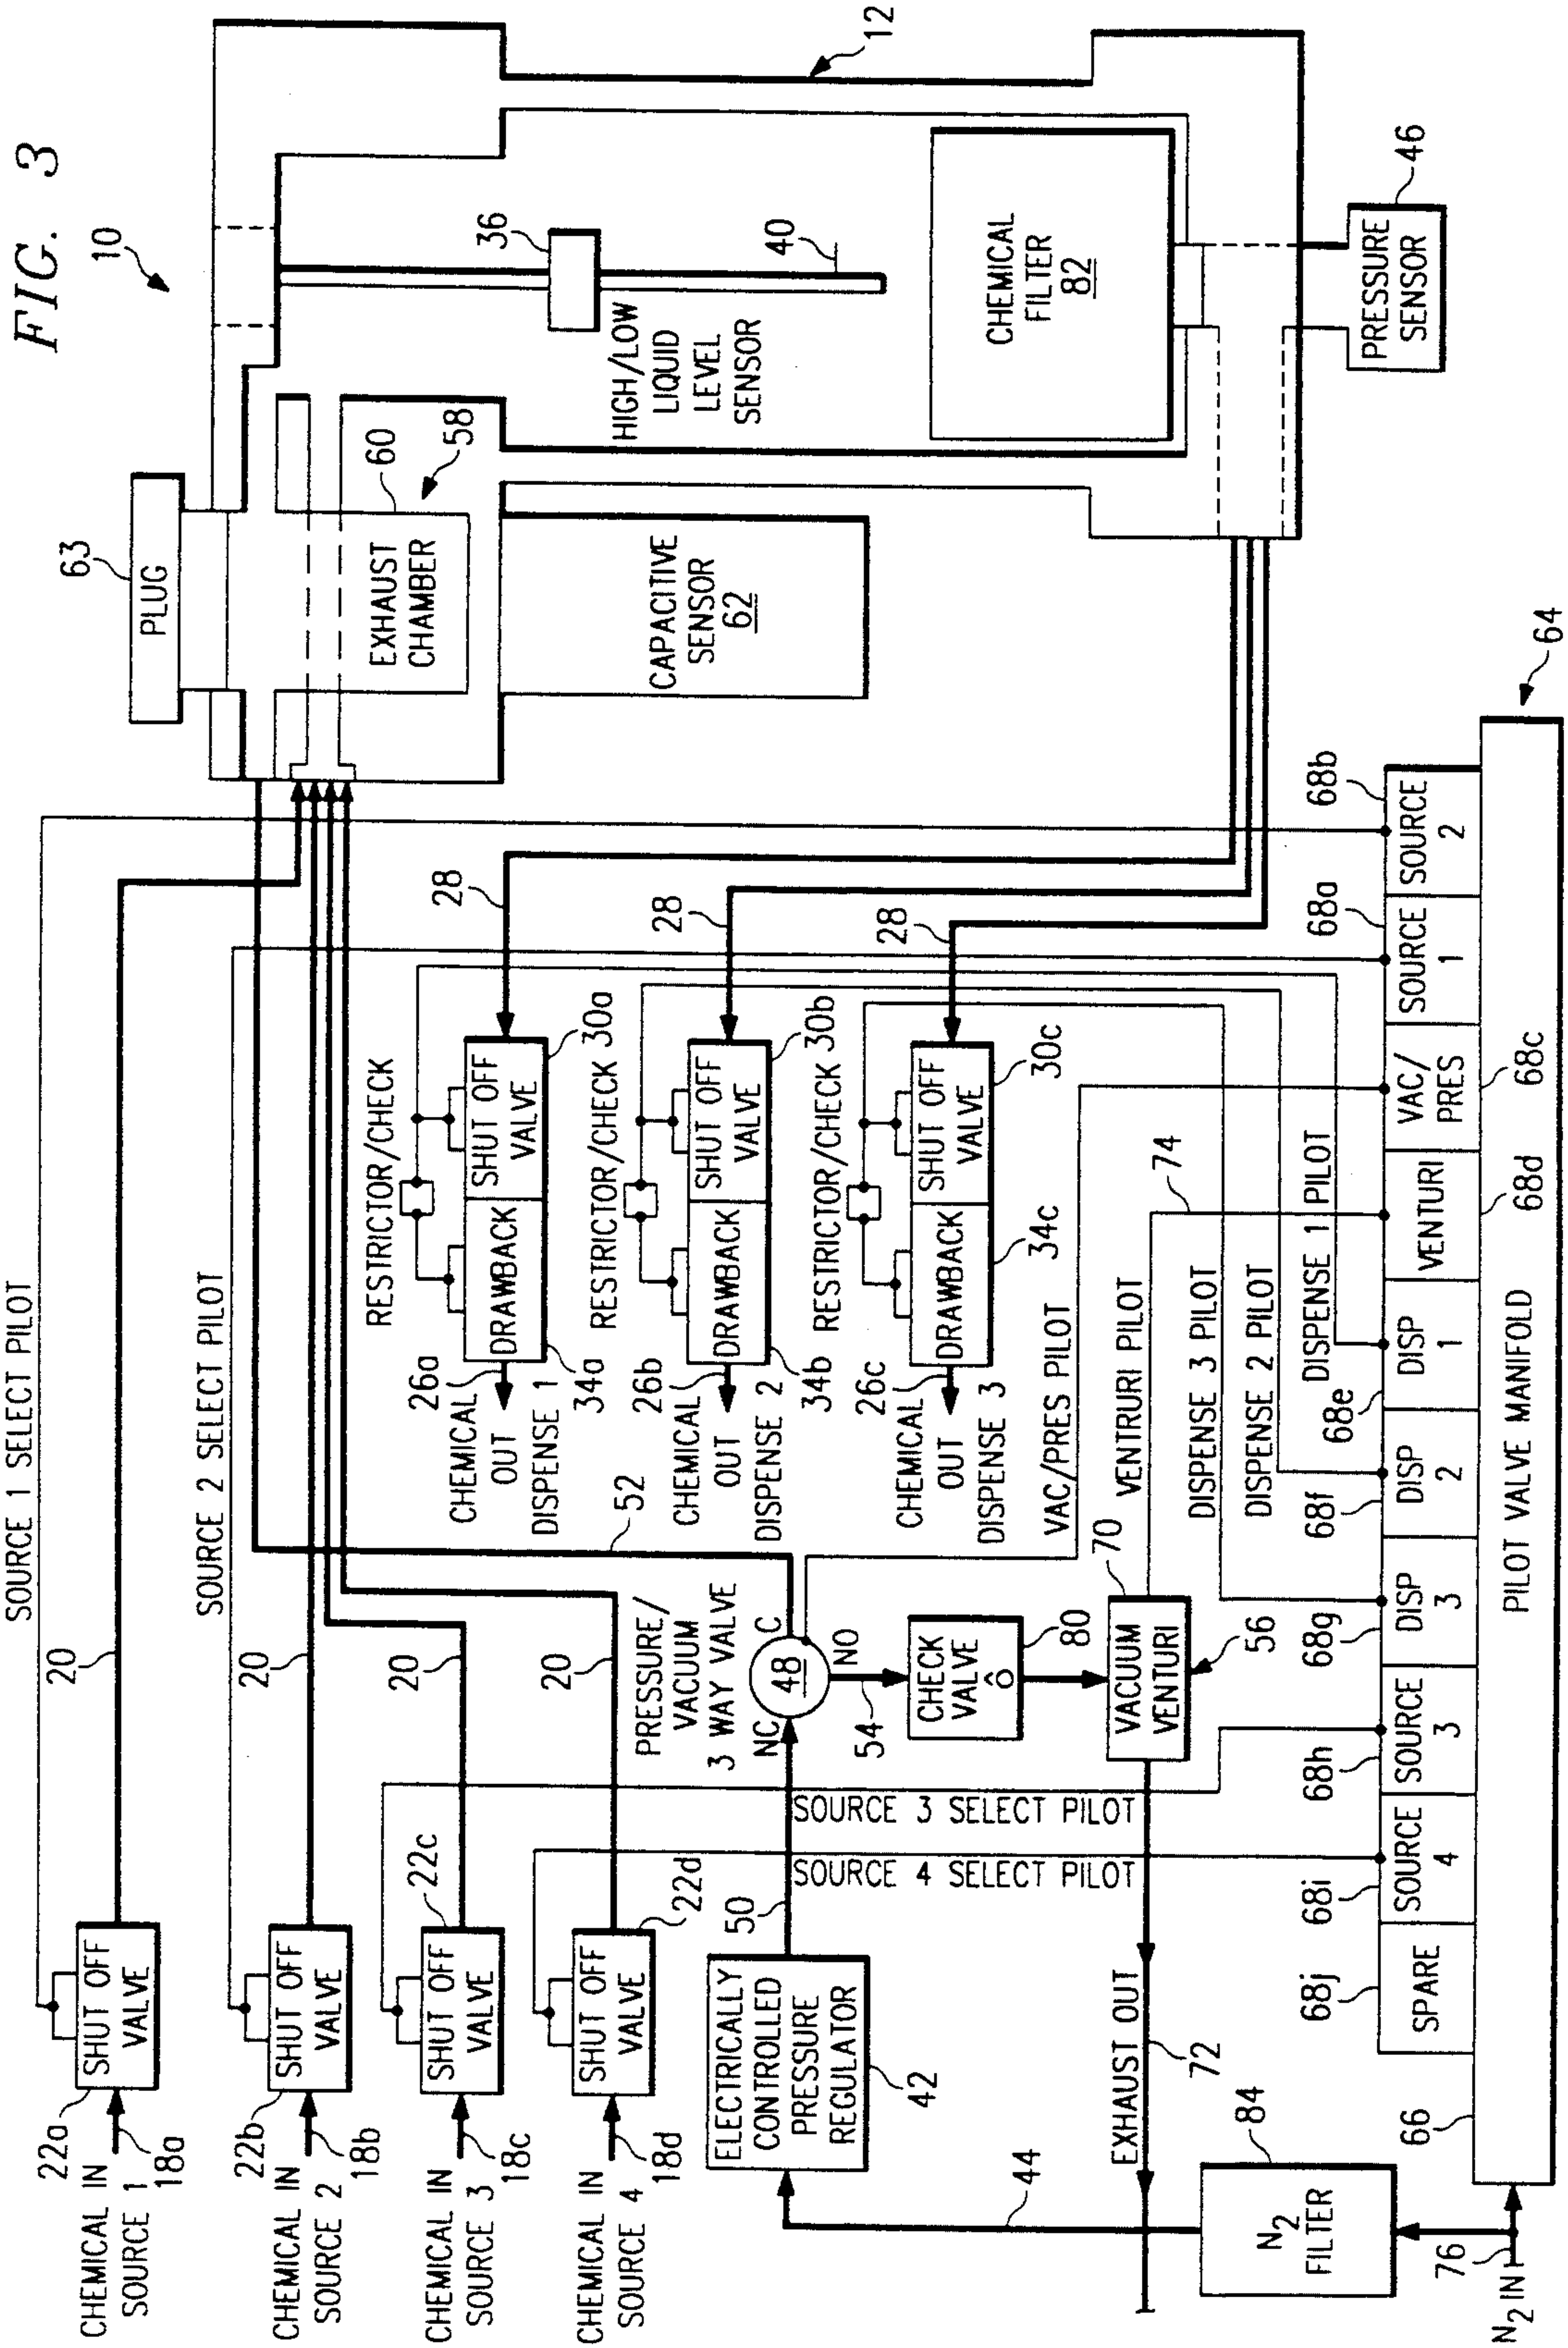 FIG. 3
10
12
63
PLUG
EXHAUST
CHAMBER
60
58
CAPACITIVE
SENSOR
62
36
HIGH/LOW
LIQUID
LEVEL
SENSOR
40
CHEMICAL
FILTER
82
PRESSURE
SENSOR
46
SOURCE 1 SELECT PILOT
20
22a
SHUT OFF
VALVE
CHEMICAL IN
SOURCE 1
18a
SOURCE 2 SELECT PILOT
20
22b
SHUT OFF
VALVE
CHEMICAL IN
SOURCE 2
18b
20
22c
SHUT OFF
VALVE
CHEMICAL IN
SOURCE 3
18c
20
22d
SHUT OFF
VALVE
CHEMICAL IN
SOURCE 4
18d
28
RESTRICTOR/CHECK
30a
SHUT OFF
VALVE
DRAWBACK
34a
26a
CHEMICAL
OUT
DISPENSE 1
28
RESTRICTOR/CHECK
30b
SHUT OFF
VALVE
DRAWBACK
34b
26b
CHEMICAL
OUT
DISPENSE 2
28
RESTRICTOR/CHECK
30c
SHUT OFF
VALVE
DRAWBACK
34c
26c
CHEMICAL
OUT
DISPENSE 3
52
PRESSURE/
VACUUM
3 WAY VALVE
NC
C
48
NO
54
CHECK
VALVE
80
VAC/PRES PILOT
70
VACUUM
VENTURI
56
VENTRURI PILOT
74
DISPENSE 3 PILOT
DISPENSE 2 PILOT
DISPENSE 1 PILOT
SOURCE 3 SELECT PILOT
SOURCE 4 SELECT PILOT
50
ELECTRICALLY
CONTROLLED
PRESSURE
REGULATOR
42
EXHAUST OUT
72
44
84
N2
FILTER
76
N2 IN
66
SPARE
68j
SOURCE
4
68i
SOURCE
3
68h
DISP
3
68g
DISP
2
68f
DISP
1
68e
VENTURI
68d
VAC/
PRES
68c
SOURCE
1
68a
SOURCE
2
68b
PILOT VALVE MANIFOLD
64